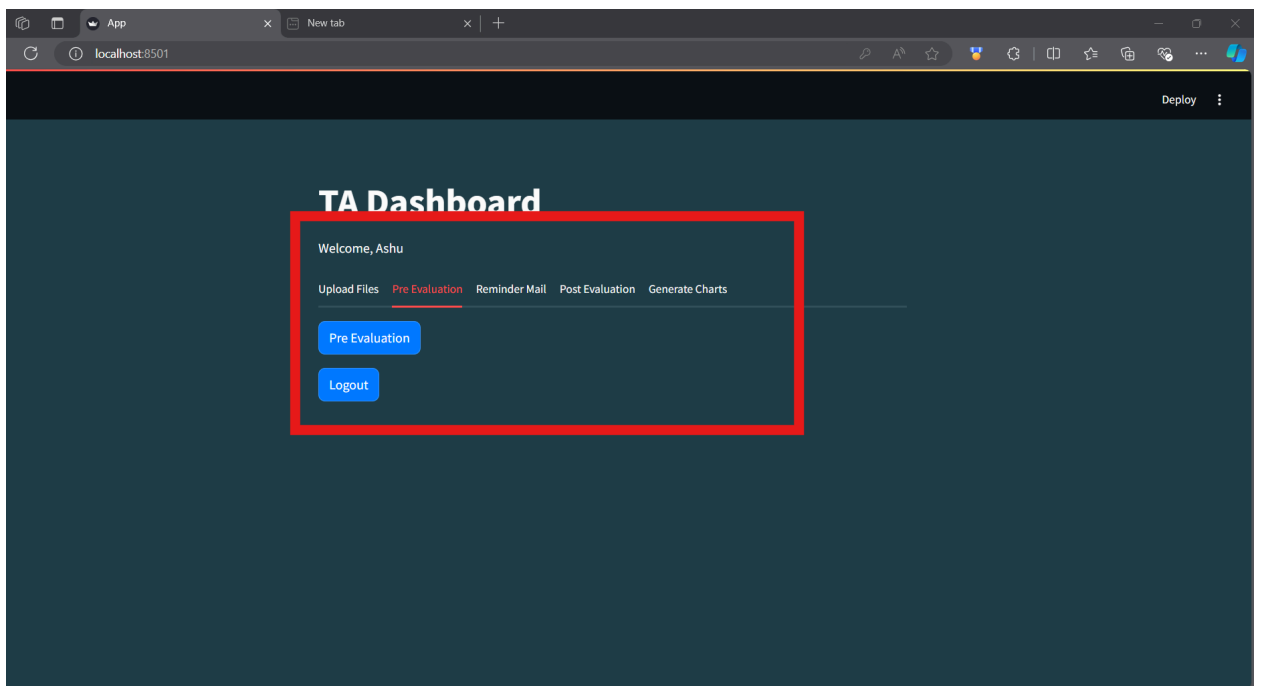 App
New tab
localhost:8501
Deploy
TA Dashboard
Welcome, Ashu
Upload Files Pre Evaluation Reminder Mail Post Evaluation Generate Charts
Pre Evaluation
Logout